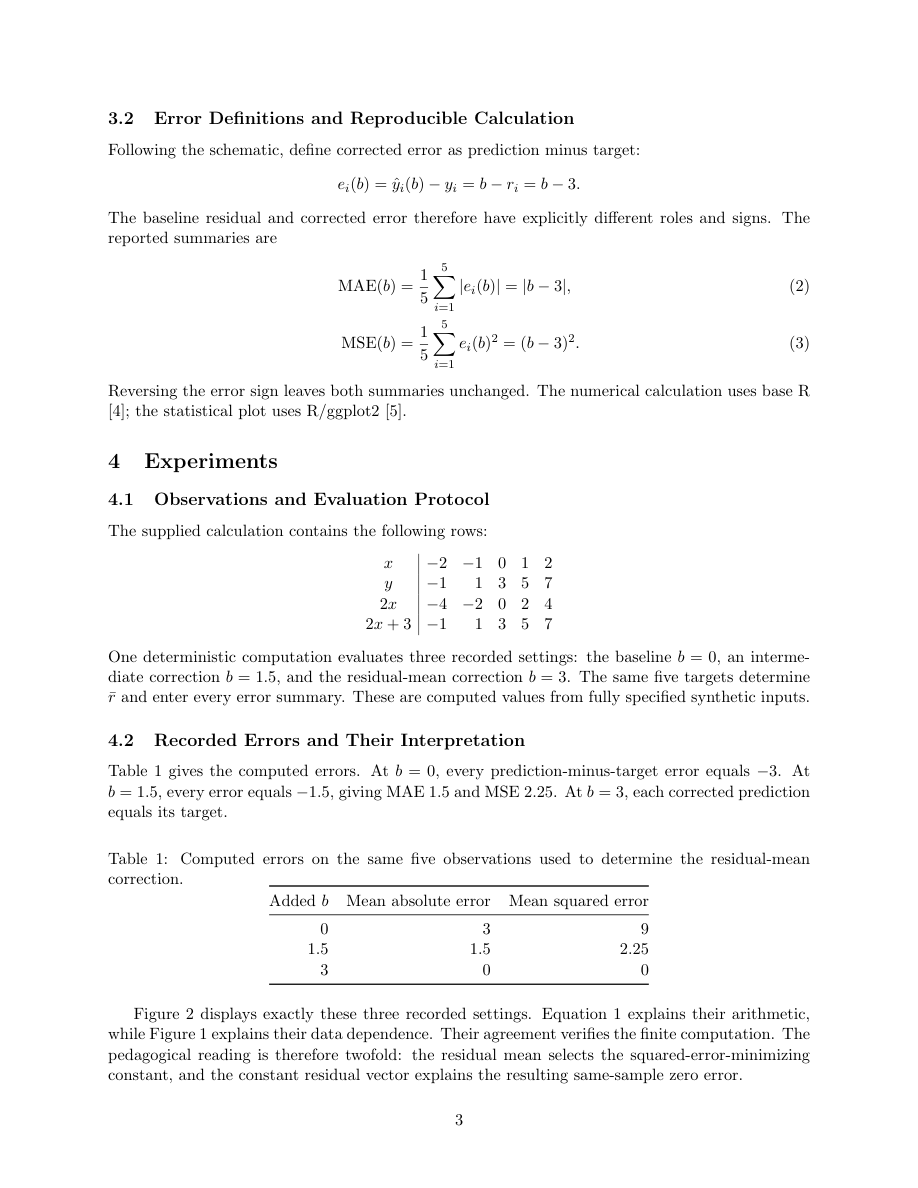 3.2 Error Definitions and Reproducible Calculation
Following the schematic, define corrected error as prediction minus target:
eᵢ(b) = ŷᵢ(b) − yᵢ = b − rᵢ = b − 3.
The baseline residual and corrected error therefore have explicitly different roles and signs. The
reported summaries are
MAE(b) = 1/5 ∑_{i=1}^{5} |eᵢ(b)| = |b − 3|, (2)
MSE(b) = 1/5 ∑_{i=1}^{5} eᵢ(b)² = (b − 3)². (3)
Reversing the error sign leaves both summaries unchanged. The numerical calculation uses base R
[4]; the statistical plot uses R/ggplot2 [5].
4 Experiments
4.1 Observations and Evaluation Protocol
The supplied calculation contains the following rows:
x −2 −1 0 1 2
y −1 1 3 5 7
2x −4 −2 0 2 4
2x + 3 −1 1 3 5 7
One deterministic computation evaluates three recorded settings: the baseline b = 0, an interme-
diate correction b = 1.5, and the residual-mean correction b = 3. The same five targets determine
r̄ and enter every error summary. These are computed values from fully specified synthetic inputs.
4.2 Recorded Errors and Their Interpretation
Table 1 gives the computed errors. At b = 0, every prediction-minus-target error equals −3. At
b = 1.5, every error equals −1.5, giving MAE 1.5 and MSE 2.25. At b = 3, each corrected prediction
equals its target.
Table 1: Computed errors on the same five observations used to determine the residual-mean
correction.
Added b Mean absolute error Mean squared error
0 3 9
1.5 1.5 2.25
3 0 0
Figure 2 displays exactly these three recorded settings. Equation 1 explains their arithmetic,
while Figure 1 explains their data dependence. Their agreement verifies the finite computation. The
pedagogical reading is therefore twofold: the residual mean selects the squared-error-minimizing
constant, and the constant residual vector explains the resulting same-sample zero error.
3